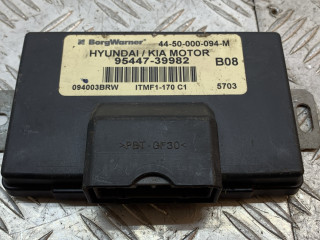 BorgWarner 44-50-000-094-M
HYUNDAI / KIA MOTOR
95447-39982 B08
094003BRW ITMF1-170 C1 5703
>PBT-GF30<